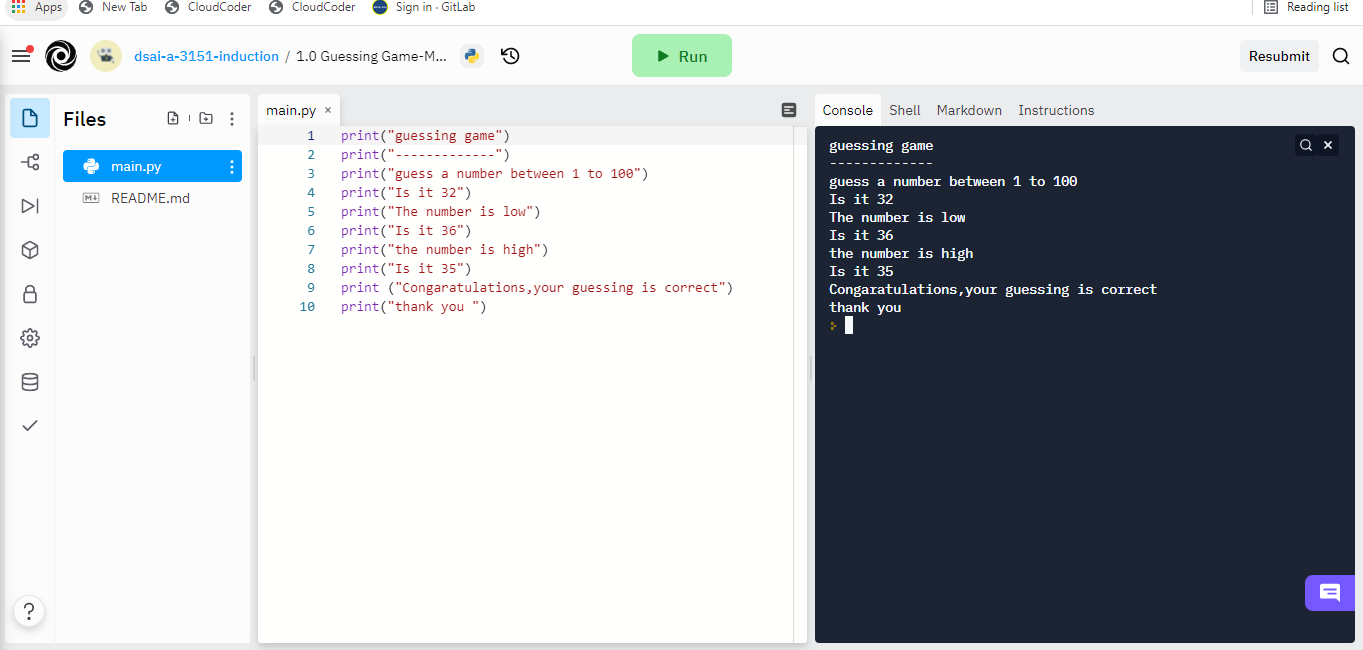 Apps New Tab CloudCoder CloudCoder Sign in · GitLab Reading list
dsai-a-3151-induction / 1.0 Guessing Game-M... Run Resubmit
Files
main.py
README.md
main.py ×
1 print("guessing game")
2 print("-------------")
3 print("guess a number between 1 to 100")
4 print("Is it 32")
5 print("The number is low")
6 print("Is it 36")
7 print("the number is high")
8 print("Is it 35")
9 print ("Congaratulations,your guessing is correct")
10 print("thank you ")
Console Shell Markdown Instructions
guessing game
-------------
guess a number between 1 to 100
Is it 32
The number is low
Is it 36
the number is high
Is it 35
Congaratulations,your guessing is correct
thank you
>
?